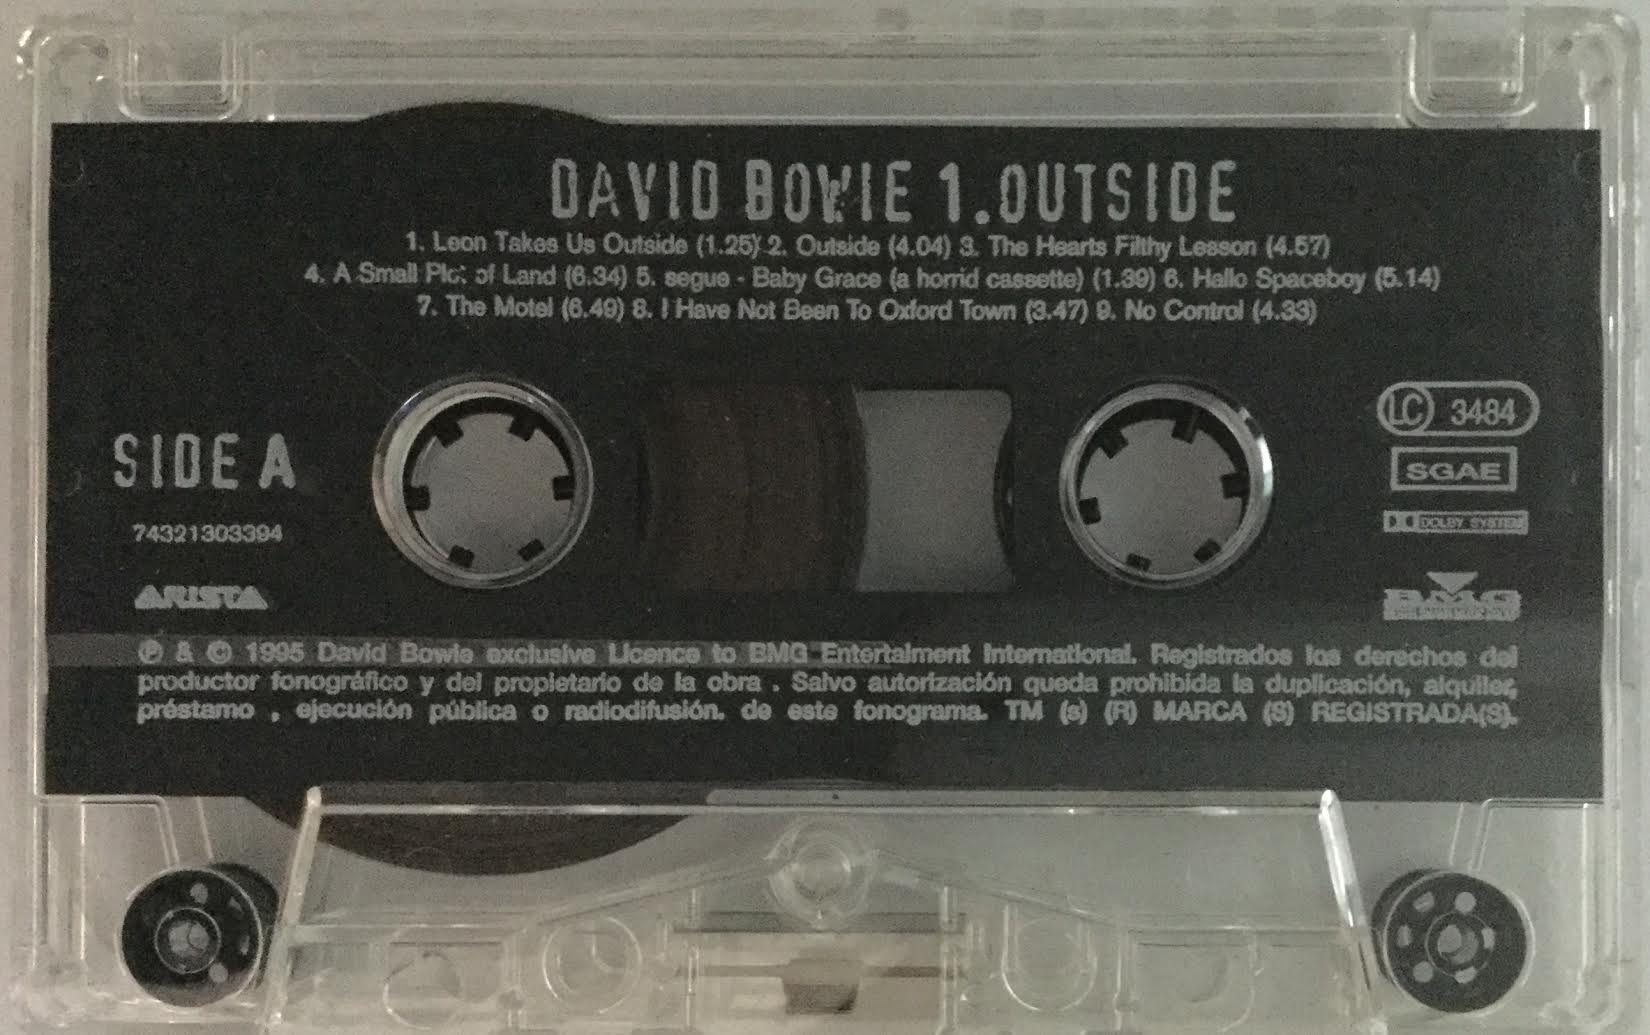 DAVID BOWIE 1.OUTSIDE
1. Leon Takes Us Outside (1.25) 2. Outside (4.04) 3. The Hearts Filthy Lesson (4.57)
4. A Small Plot of Land (6.34) 5. segue - Baby Grace (a horrid cassette) (1.39) 6. Hallo Spaceboy (5.14)
7. The Motel (6.49) 8. I Have Not Been To Oxford Town (3.47) 9. No Control (4.33)
SIDE A
74321303394
ARISTA
LC 3484
SGAE
DOLBY SYSTEM
BMG
℗ & © 1995 David Bowie exclusive Licence to BMG Entertaiment International. Registrados los derechos del
productor fonográfico y del propietario de la obra . Salvo autorización queda prohibida la duplicación, alquiler,
préstamo , ejecución pública o radiodifusión. de este fonograma. TM (s) (R) MARCA (S) REGISTRADA(S).